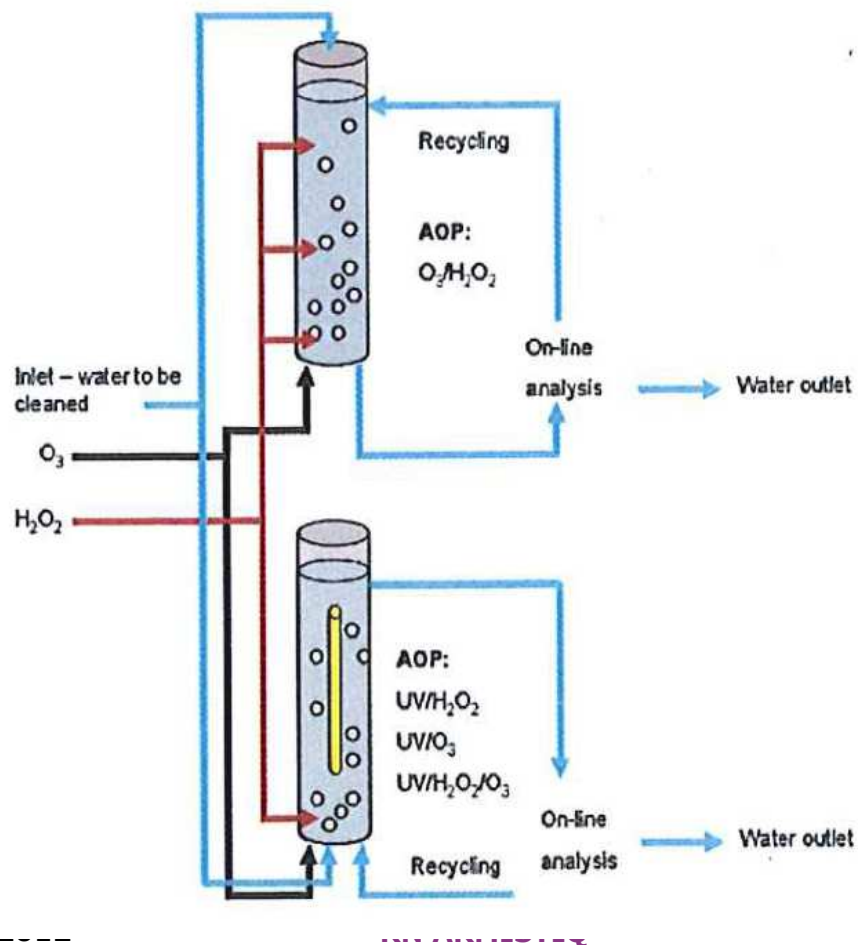 Recycling
AOP:
O₃/H₂O₂
On-line
analysis
Water outlet
Inlet – water to be
cleaned
O₃
H₂O₂
AOP:
UV/H₂O₂
UV/O₃
UV/H₂O₂/O₃
On-line
analysis
Water outlet
Recycling